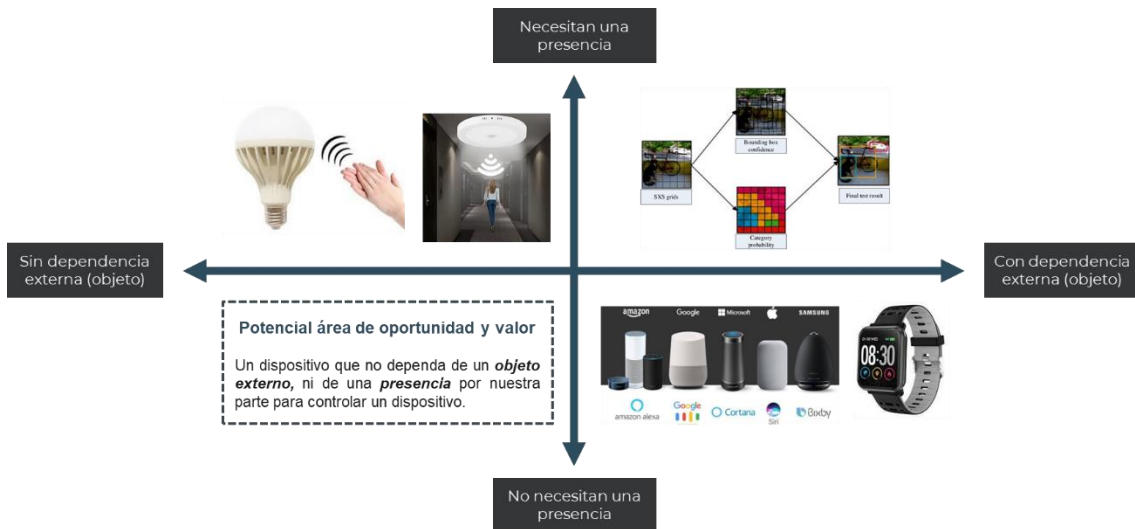 Necesitan una
presencia
Bounding box
confidence
SXS grids
Final test result
Category
probability
Sin dependencia
externa (objeto)
Con dependencia
externa (objeto)
Potencial área de oportunidad y valor
Un dispositivo que no dependa de un objeto
externo, ni de una presencia por nuestra
parte para controlar un dispositivo.
amazon
Google
Microsoft
SAMSUNG
amazon alexa
Google
Cortana
Siri
Bixby
08:30
No necesitan una
presencia